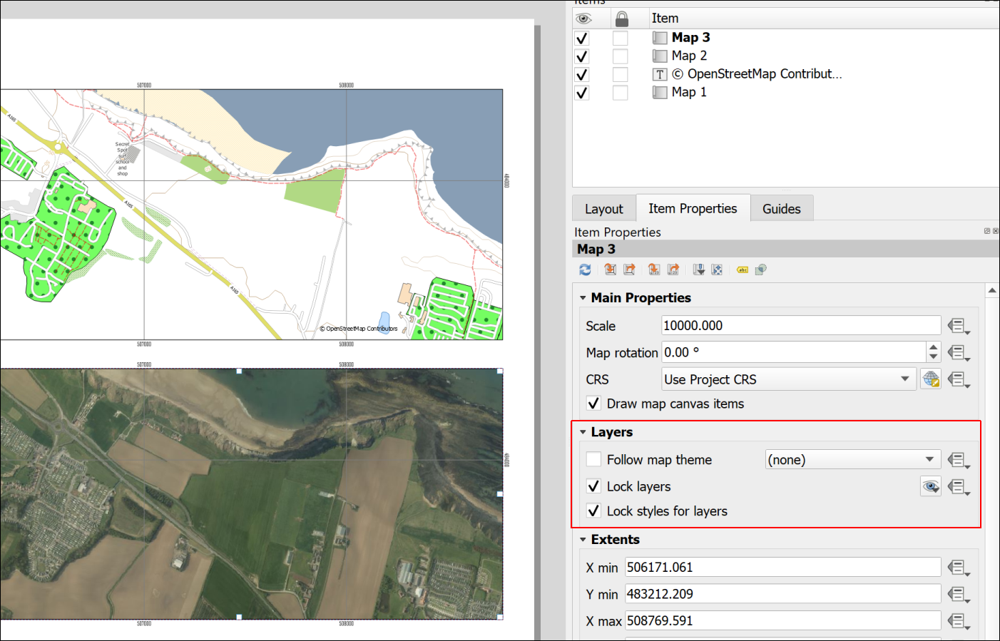 Items
Item
Map 3
Map 2
T © OpenStreetMap Contribut...
Map 1
507000
508000
A165
Secret
Spot
surf
school
and
shop
484000
A165
A165
© OpenStreetMap Contributors
507000
508000
507000
508000
484000
507000
508000
Layout Item Properties Guides
Item Properties
Map 3
abc
Main Properties
Scale 10000.000
Map rotation 0.00 °
CRS Use Project CRS
Draw map canvas items
Layers
Follow map theme (none)
Lock layers
Lock styles for layers
Extents
X min 506171.061
Y min 483212.209
X max 508769.591